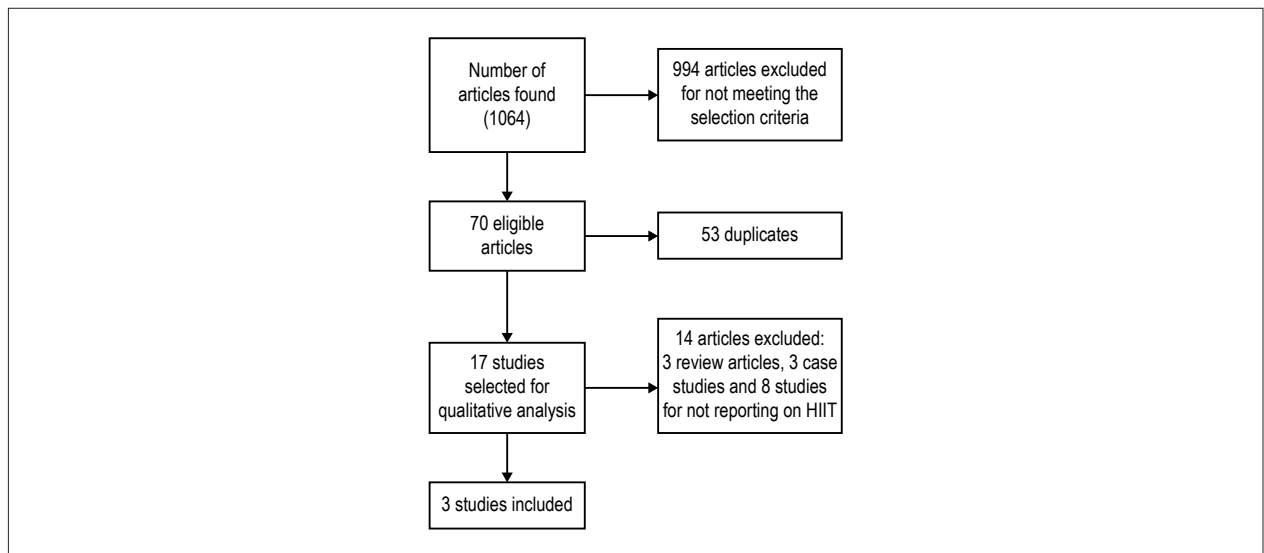 Number of
articles found
(1064)
994 articles excluded
for not meeting the
selection criteria
70 eligible
articles
53 duplicates
17 studies
selected for
qualitative analysis
14 articles excluded:
3 review articles, 3 case
studies and 8 studies
for not reporting on HIIT
3 studies included